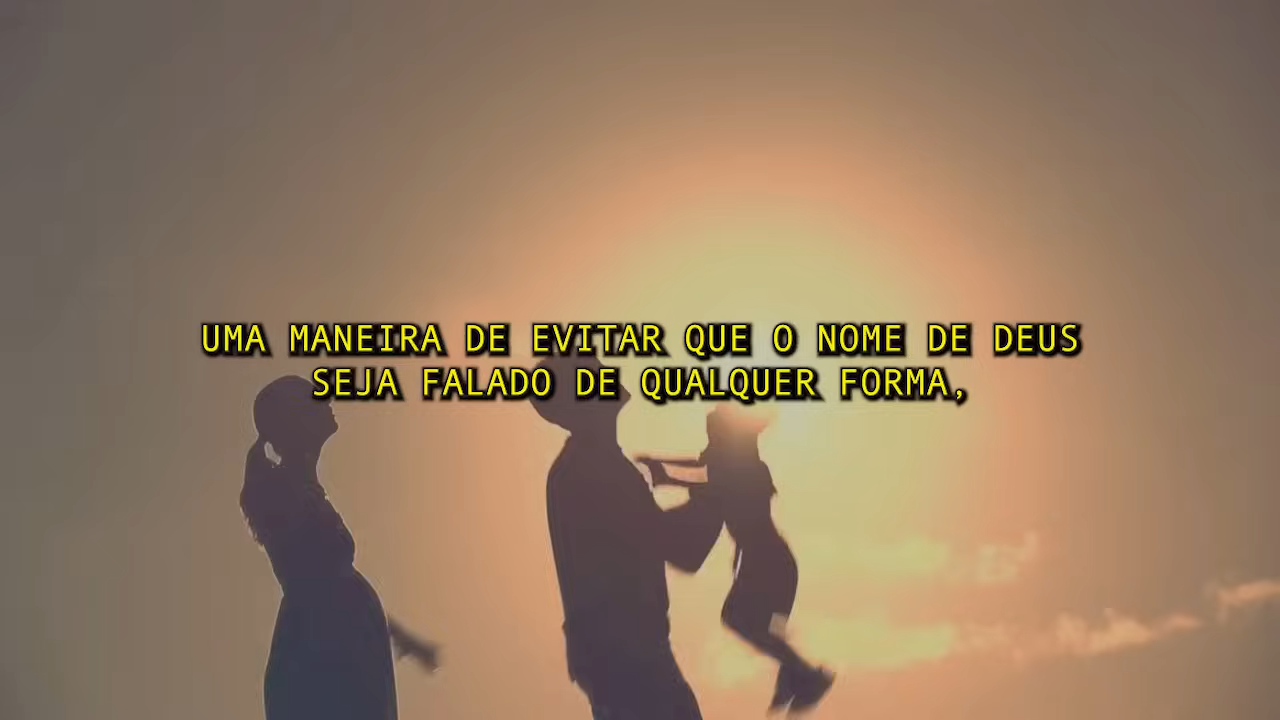 UMA MANEIRA DE EVITAR QUE O NOME DE DEUS
SEJA FALADO DE QUALQUER FORMA,